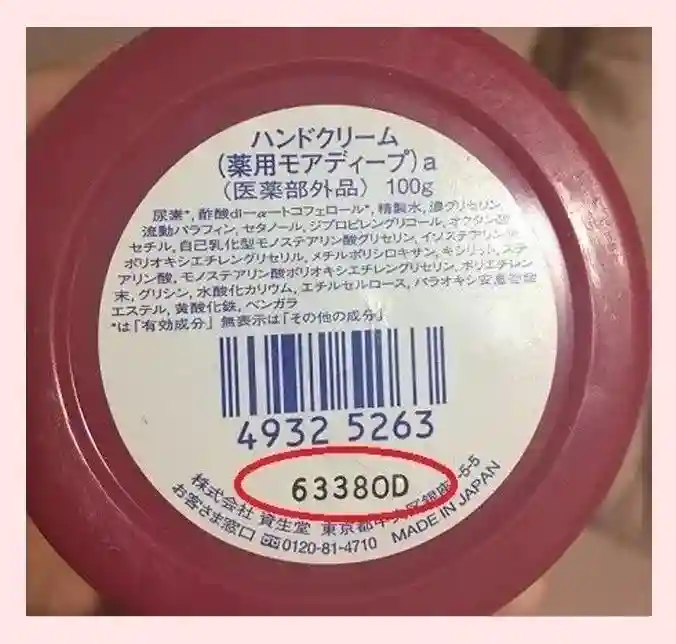 ハンドクリーム
(薬用モアディープ)a
(医薬部外品) 100g
尿素*, 酢酸dl-α-トコフェロール*, 精製水, 濃グリセリン,
流動パラフィン, セタノール, ジプロピレングリコール, オクタン酸
セチル, 自己乳化型モノステアリン酸グリセリン, イソステアリン酸
ポリオキシエチレングリセリル, メチルポリシロキサン, キシリット, ステ
アリン酸, モノステアリン酸ポリオキシエチレングリセリン, ポリエチレン
末, グリシン, 水酸化カリウム, エチルセルロース, パラオキシ安息香酸
エステル, 黄酸化鉄, ベンガラ
*は「有効成分」 無表示は「その他の成分」
4932 5263
63380D
株式会社 資生堂 東京都中央区銀座 -5-5
お客さま窓口 0120-81-4710 MADE IN JAPAN